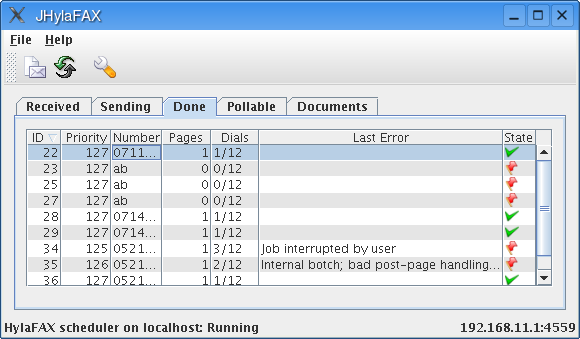 JHylaFAX
File Help
Received Sending Done Pollable Documents
ID Priority Number Pages Dials Last Error State
22 127 0711... 1 1/12
23 127 ab 0 0/12
25 127 ab 0 0/12
27 127 ab 0 0/12
28 127 0714... 1 1/12
29 127 0714... 1 1/12
34 125 0521... 1 3/12 Job interrupted by user
35 126 0521... 1 2/12 Internal botch; bad post-page handling...
36 127 0521... 1 1/12
HylaFAX scheduler on localhost: Running 192.168.11.1:4559